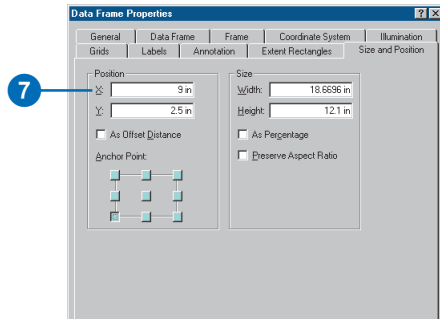 Data Frame Properties
General Data Frame Frame Coordinate System Illumination
Grids Labels Annotation Extent Rectangles Size and Position
7
Position
X: 9 in
Y: 2.5 in
As Offset Distance
Anchor Point:
Size
Width: 18.6696 in
Height: 12.1 in
As Percentage
Preserve Aspect Ratio